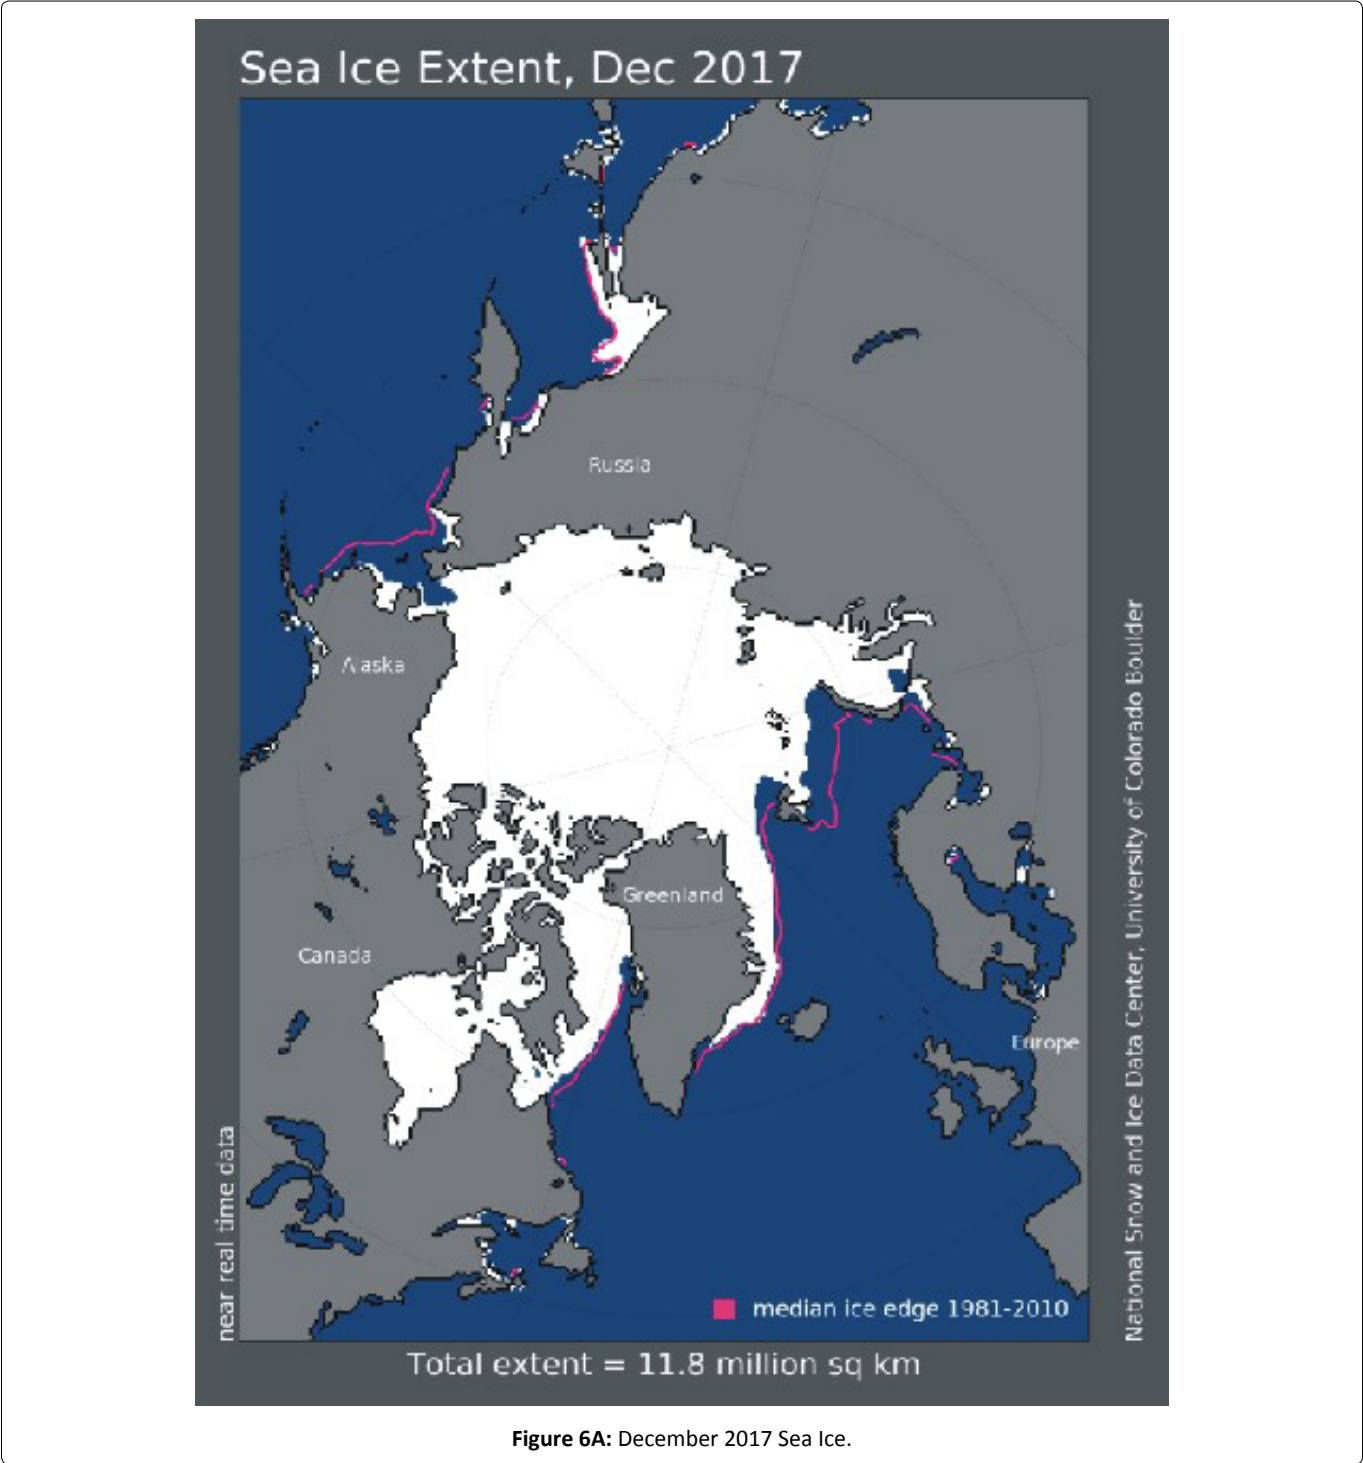 Sea Ice Extent, Dec 2017
Russia
Alaska
Greenland
Canada
Europe
near real time data
National Snow and Ice Data Center, University of Colorado Boulder
median ice edge 1981-2010
Total extent = 11.8 million sq km
Figure 6A: December 2017 Sea Ice.